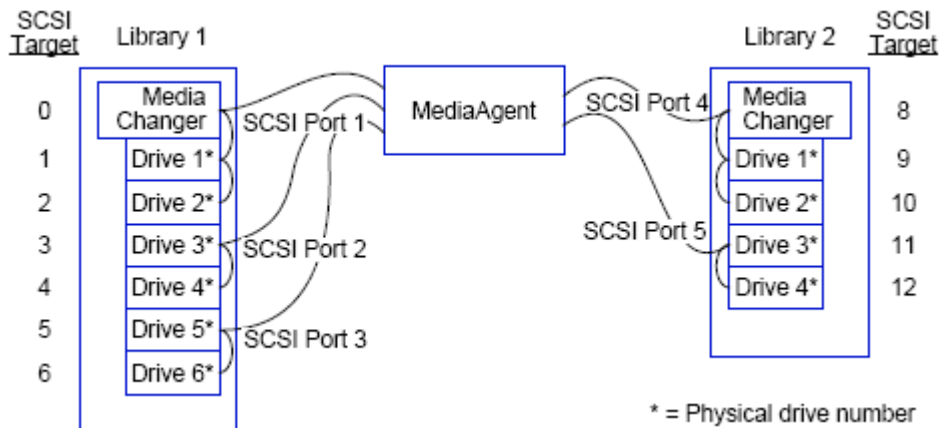 SCSI
Target
Library 1
Library 2
SCSI
Target
0
Media
Changer
SCSI Port 1
MediaAgent
SCSI Port 4
Media
Changer
8
1
Drive 1*
Drive 1*
9
2
Drive 2*
Drive 2*
10
3
Drive 3*
SCSI Port 2
SCSI Port 5
Drive 3*
11
4
Drive 4*
Drive 4*
12
5
Drive 5*
SCSI Port 3
6
Drive 6*
* = Physical drive number